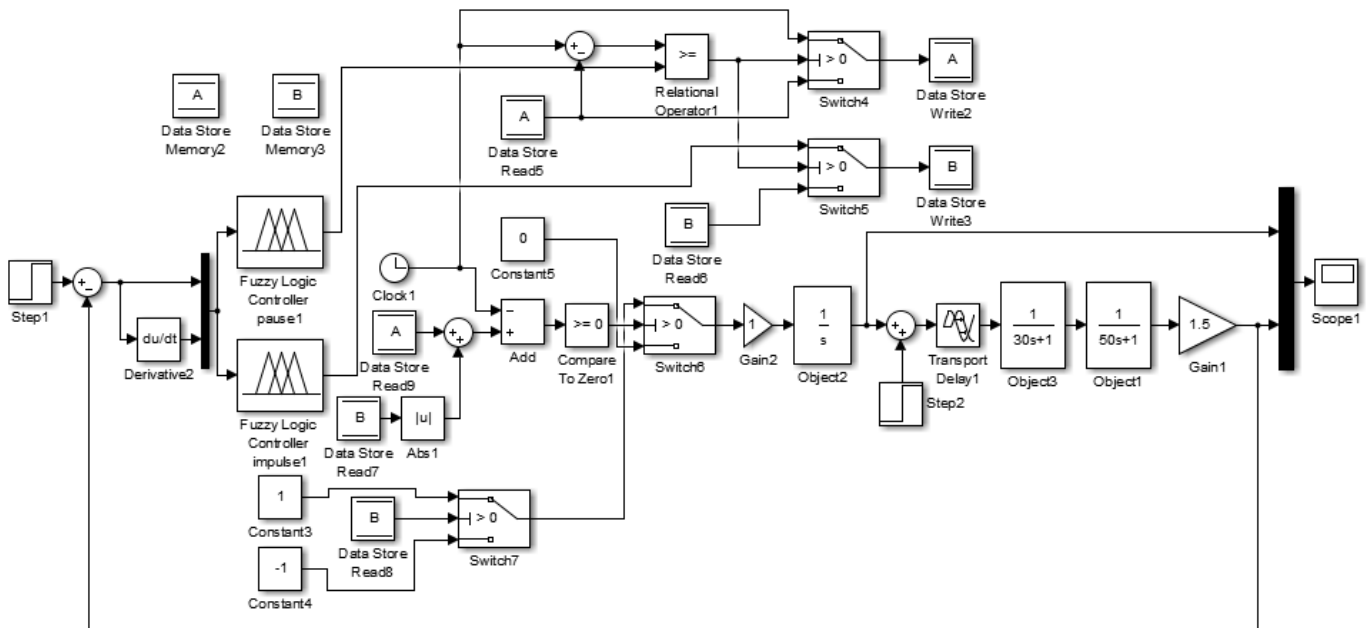 A
Data Store
Memory2
B
Data Store
Memory3
>=
Relational
Operator1
A
Data Store
Read5
> 0
Switch4
A
Data Store
Write2
> 0
Switch5
B
Data Store
Write3
B
Data Store
Read6
Step1
du/dt
Derivative2
Fuzzy Logic
Controller
pause1
Fuzzy Logic
Controller
impulse1
Clock1
0
Constant5
A
Data Store
Read9
Add
>= 0
Compare
To Zero1
B
Data Store
Read7
|u|
Abs1
> 0
Switch6
1
Gain2
1
s
Object2
Step2
Transport
Delay1
1
30s+1
Object3
1
50s+1
Object1
1.5
Gain1
Scope1
1
Constant3
-1
Constant4
B
Data Store
Read8
> 0
Switch7